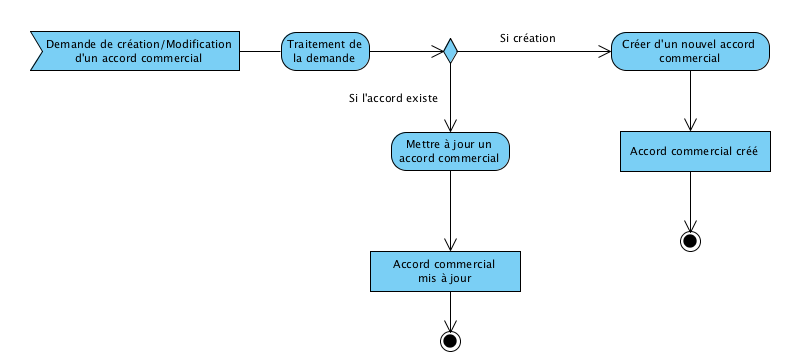 Demande de création/Modification
d'un accord commercial
Traitement de
la demande
Si création
Créer d'un nouvel accord
commercial
Si l'accord existe
Mettre à jour un
accord commercial
Accord commercial créé
Accord commercial
mis à jour